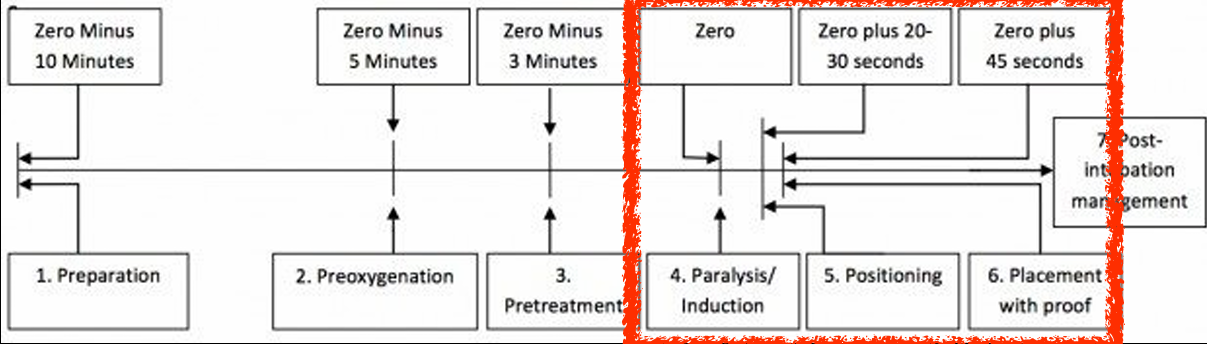 Zero Minus
10 Minutes
Zero Minus
5 Minutes
Zero Minus
3 Minutes
Zero
Zero plus 20-
30 seconds
Zero plus
45 seconds
7. Post-
intubation
management
1. Preparation
2. Preoxygenation
3.
Pretreatment
4. Paralysis/
Induction
5. Positioning
6. Placement
with proof